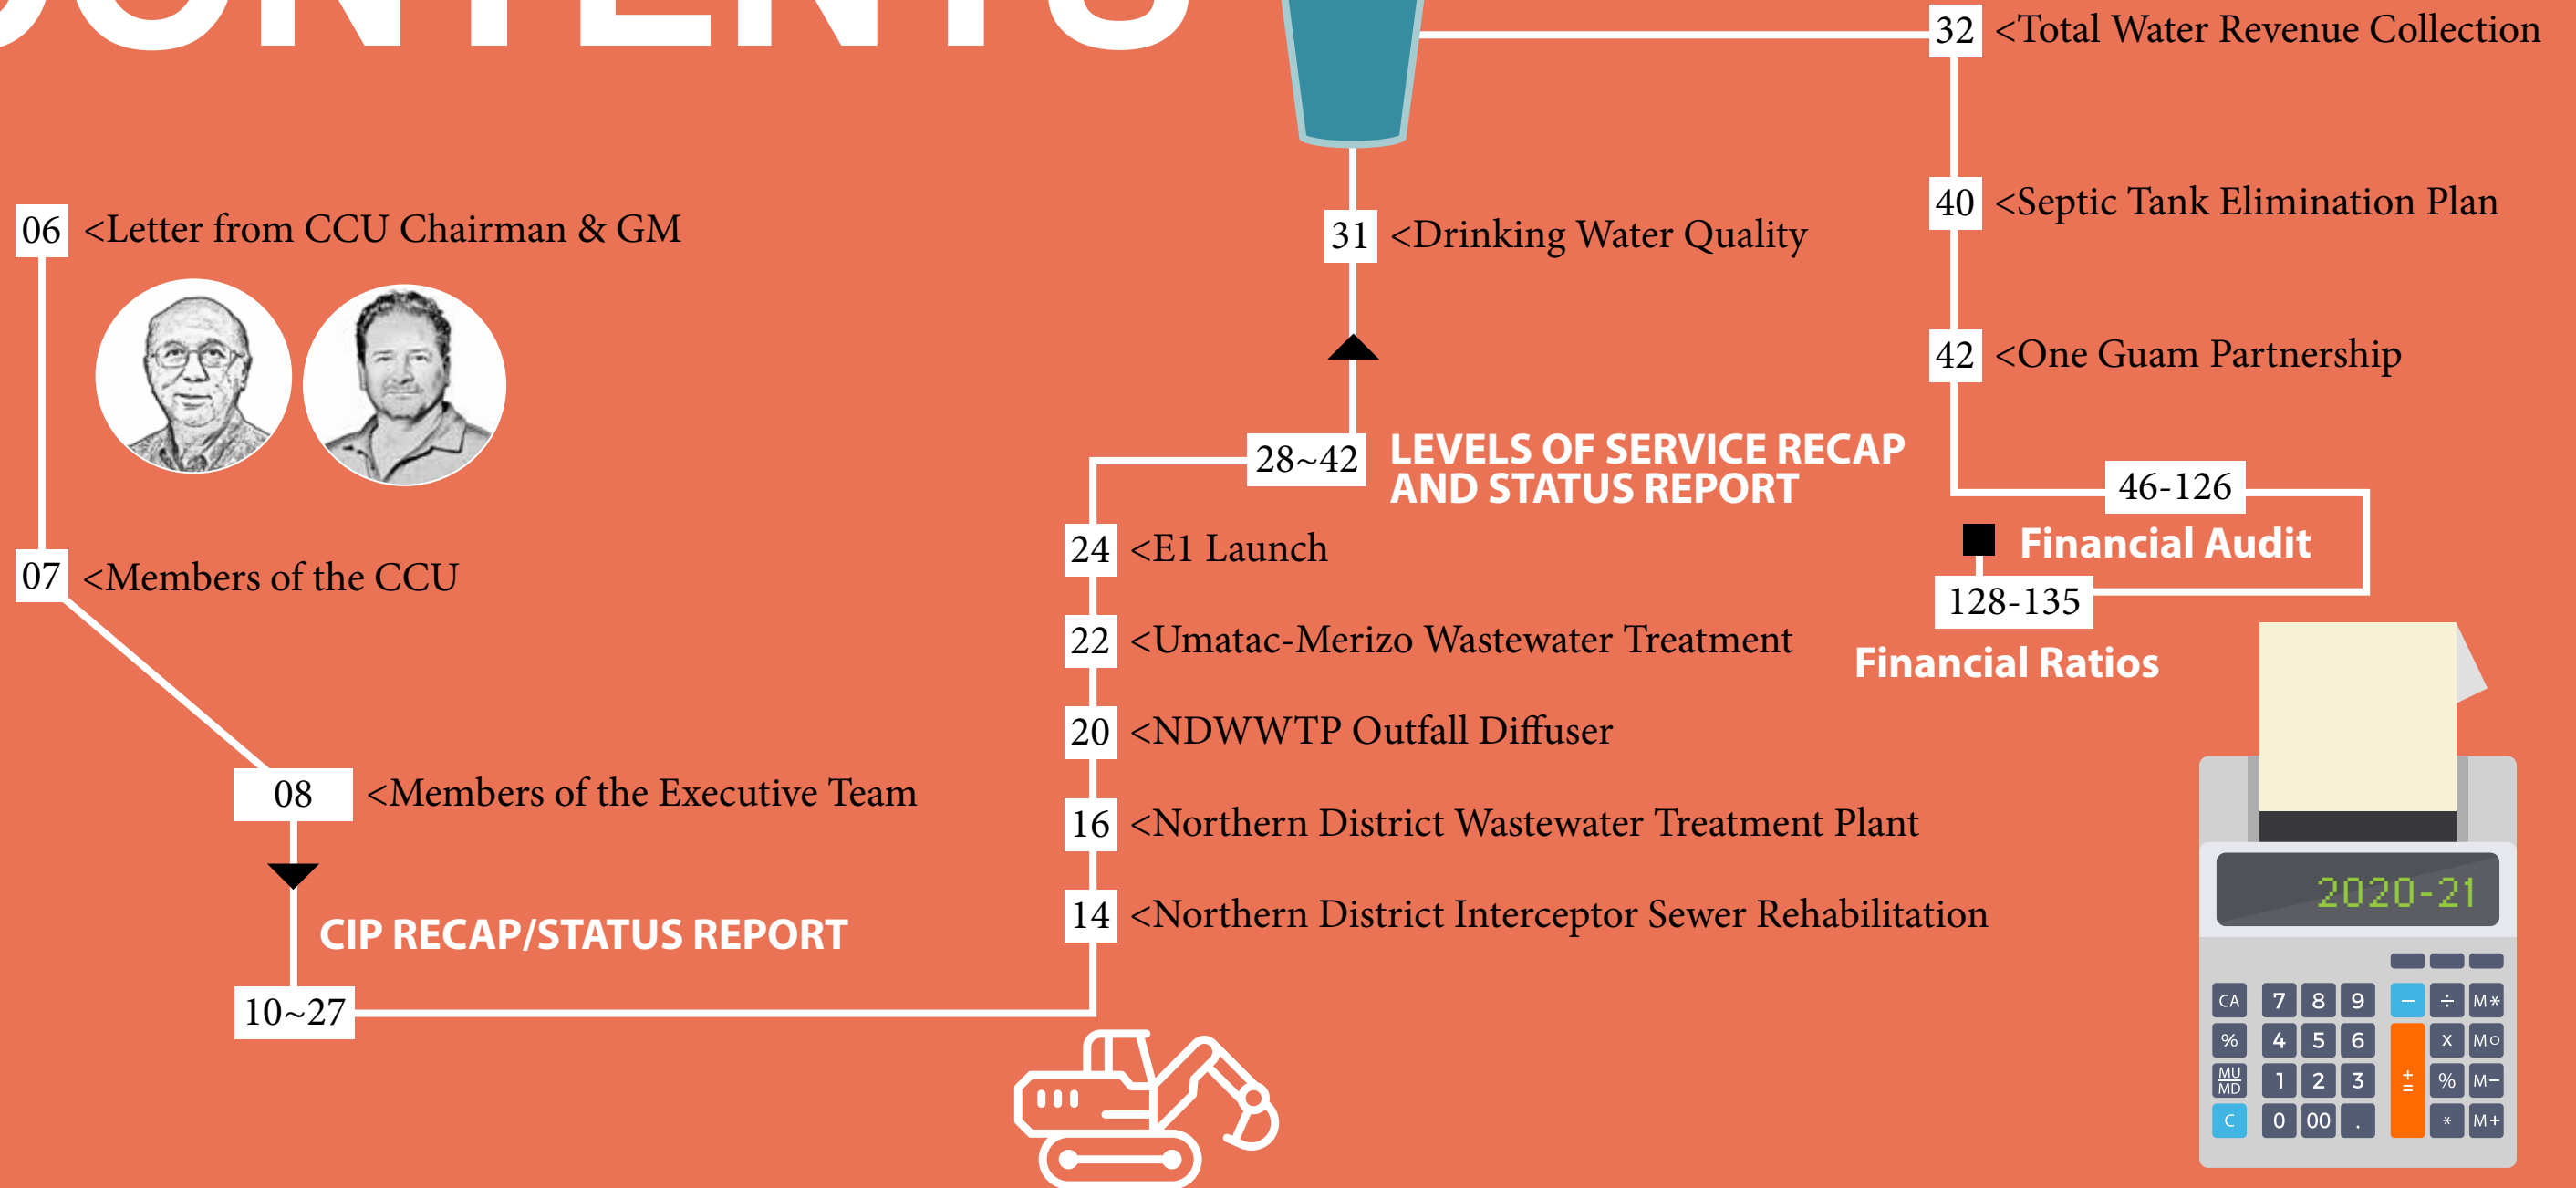 CONTENTS
06 <Letter from CCU Chairman & GM
07 <Members of the CCU
08 <Members of the Executive Team
CIP RECAP/STATUS REPORT
10~27
14 <Northern District Interceptor Sewer Rehabilitation
16 <Northern District Wastewater Treatment Plant
20 <NDWWTP Outfall Diffuser
22 <Umatac-Merizo Wastewater Treatment
24 <E1 Launch
28~42 LEVELS OF SERVICE RECAP
AND STATUS REPORT
31 <Drinking Water Quality
32 <Total Water Revenue Collection
40 <Septic Tank Elimination Plan
42 <One Guam Partnership
46-126
Financial Audit
128-135
Financial Ratios
2020-21
CA 7 8 9 − ÷ M*
% 4 5 6 x Mo
MU
MD 1 2 3 + = % M−
C 0 00 . * M+